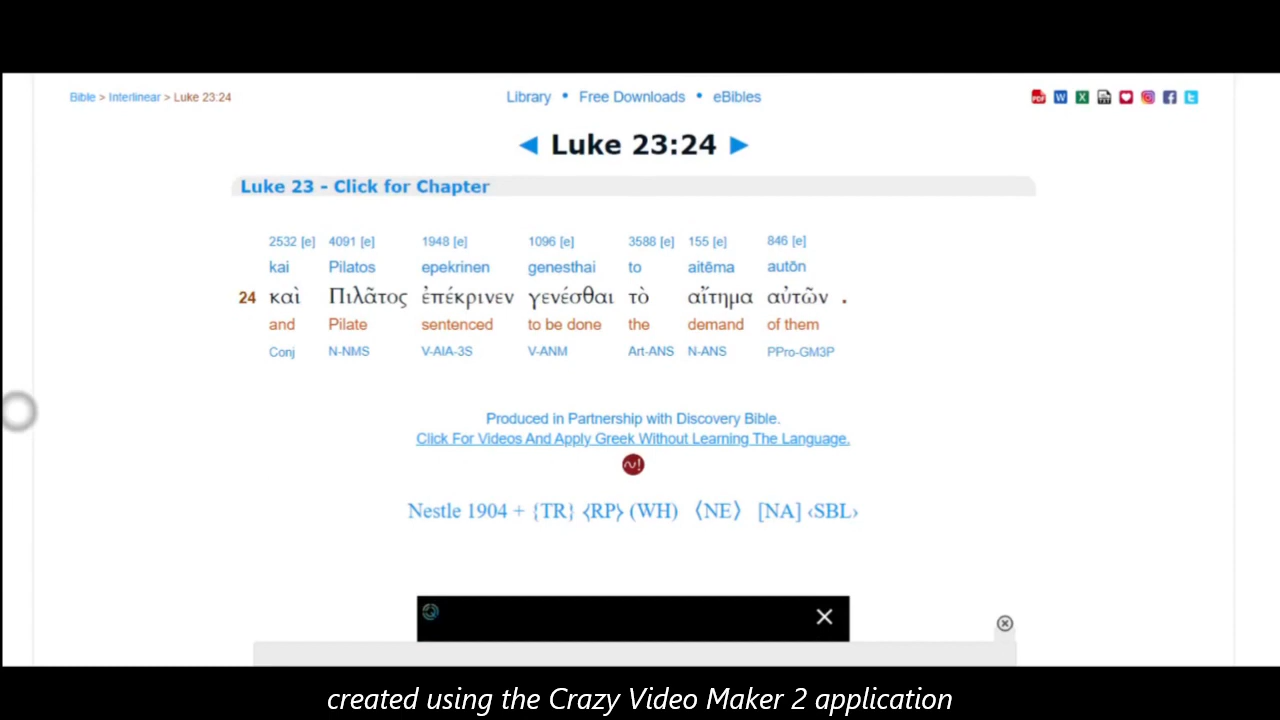 Bible > Interlinear > Luke 23:24
Library • Free Downloads • eBibles
◄ Luke 23:24 ►
Luke 23 - Click for Chapter
2532 [e] 4091 [e] 1948 [e] 1096 [e] 3588 [e] 155 [e] 846 [e]
kai Pilatos epekrinen genesthai to aitēma autōn
24 καὶ Πιλᾶτος ἐπέκρινεν γενέσθαι τὸ αἴτημα αὐτῶν .
and Pilate sentenced to be done the demand of them
Conj N-NMS V-AIA-3S V-ANM Art-ANS N-ANS PPro-GM3P
Produced in Partnership with Discovery Bible.
Click For Videos And Apply Greek Without Learning The Language.
Nestle 1904 + {TR} ⧼RP⧽ (WH) 〈NE〉 [NA] ‹SBL›
created using the Crazy Video Maker 2 application